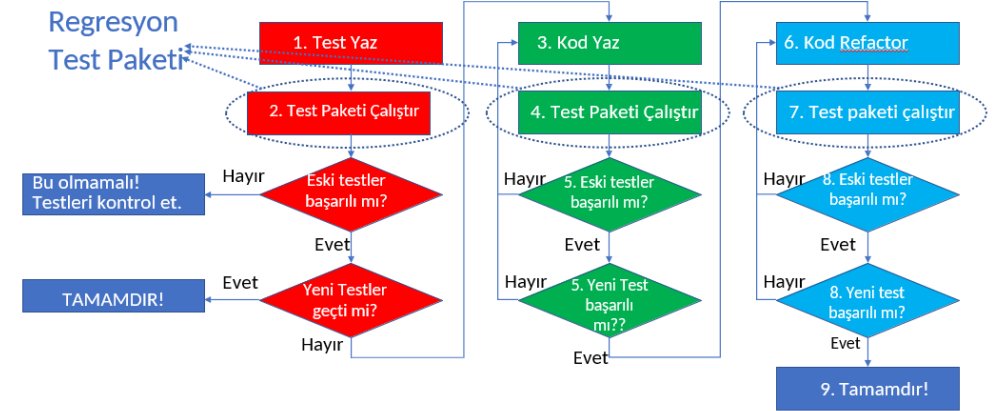 Regresyon
Test Paketi
1. Test Yaz
2. Test Paketi Çalıştır
Hayır
Eski testler
başarılı mı?
Bu olmamalı!
Testleri kontrol et.
Evet
Evet
Yeni Testler
geçti mi?
TAMAMDIR!
Hayır
3. Kod Yaz
4. Test Paketi Çalıştır
Hayır
5. Eski testler
başarılı mı?
Evet
Hayır
5. Yeni Test
başarılı
mı??
Evet
6. Kod Refactor
7. Test paketi çalıştır
Hayır
8. Eski testler
başarılı mı?
Evet
Hayır
8. Yeni test
başarılı mı?
Evet
9. Tamamdır!